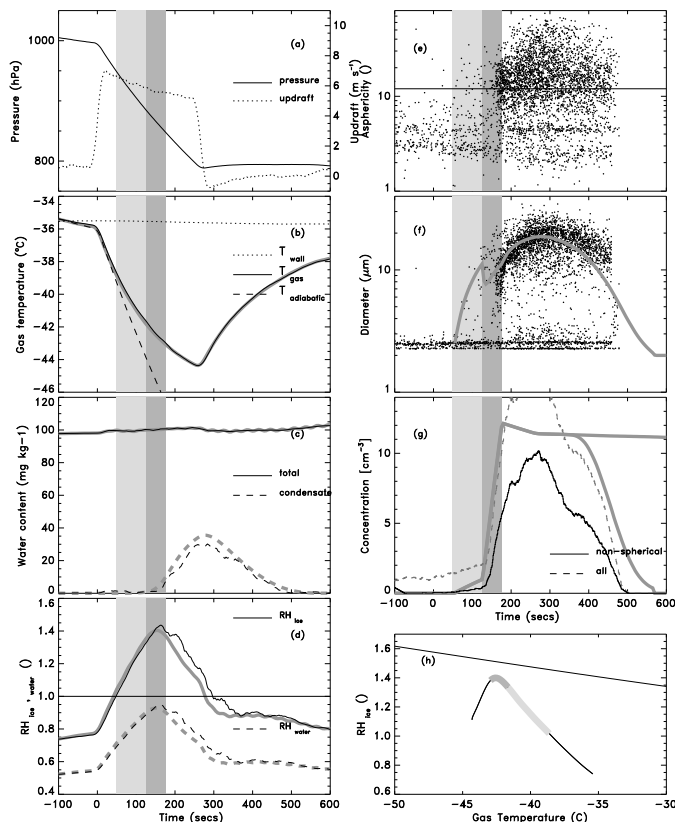 1000
800
Pressure (hPa)
(a)
pressure
updraft
10
8
6
4
2
0
Updraft (m s⁻¹)
-34
-36
-38
-40
-42
-44
-46
Gas temperature (°C)
(b)
T wall
T gas
T adiabatic
120
100
80
60
40
20
0
Water content (mg kg-1)
(c)
total
condensate
1.6
1.4
1.2
1.0
0.8
0.6
0.4
RH ice, water ()
(d)
RH ice
RH water
-100 0 100 200 300 400 500 600
Time (secs)
10
1
Asphericity ()
(e)
10
1
Diameter (μm)
(f)
10
5
0
Concentration [cm⁻³]
(g)
non-spherical
all
-100 0 100 200 300 400 500 600
Time (secs)
1.6
1.4
1.2
1.0
0.8
0.6
RH ice ()
(h)
-50 -45 -40 -35 -30
Gas Temperature (C)